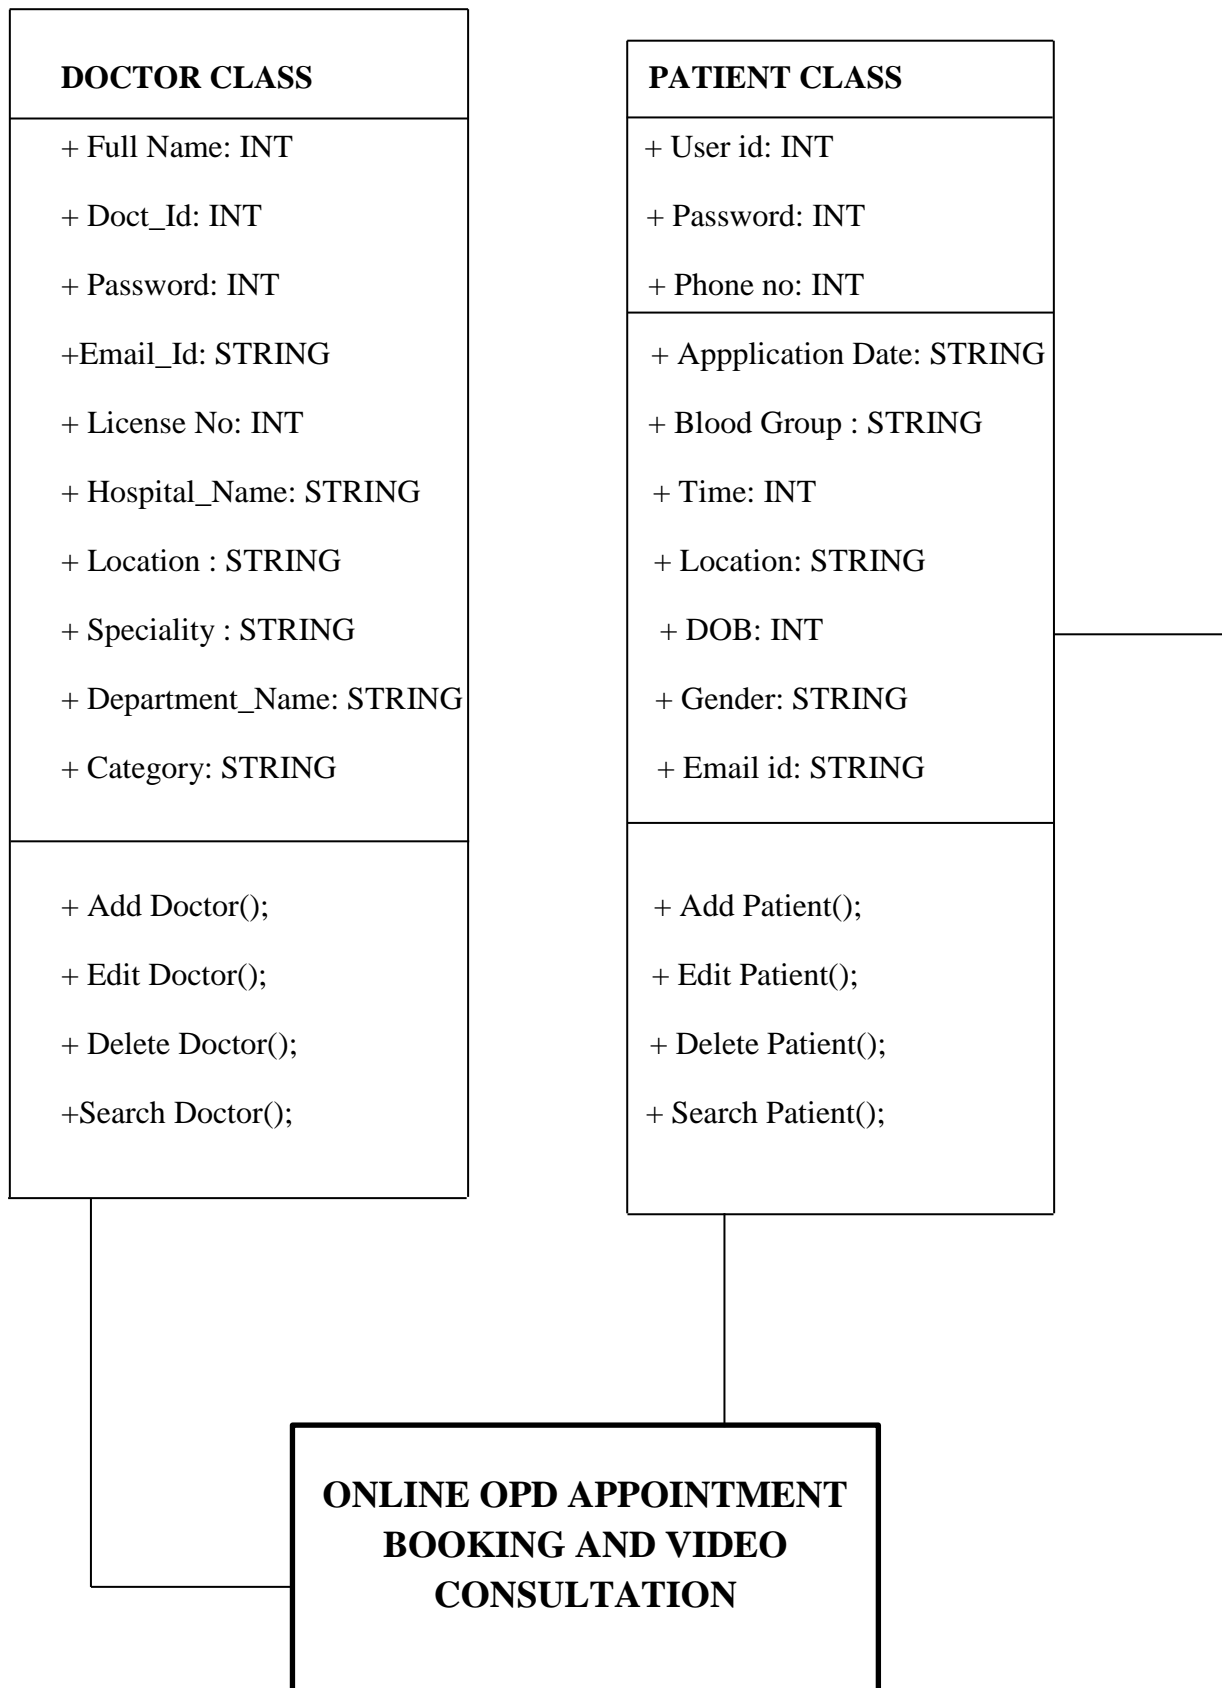 DOCTOR CLASS
+ Full Name: INT
+ Doct_Id: INT
+ Password: INT
+Email_Id: STRING
+ License No: INT
+ Hospital_Name: STRING
+ Location : STRING
+ Speciality : STRING
+ Department_Name: STRING
+ Category: STRING
+ Add Doctor();
+ Edit Doctor();
+ Delete Doctor();
+Search Doctor();
PATIENT CLASS
+ User id: INT
+ Password: INT
+ Phone no: INT
+ Appplication Date: STRING
+ Blood Group : STRING
+ Time: INT
+ Location: STRING
+ DOB: INT
+ Gender: STRING
+ Email id: STRING
+ Add Patient();
+ Edit Patient();
+ Delete Patient();
+ Search Patient();
ONLINE OPD APPOINTMENT
BOOKING AND VIDEO
CONSULTATION